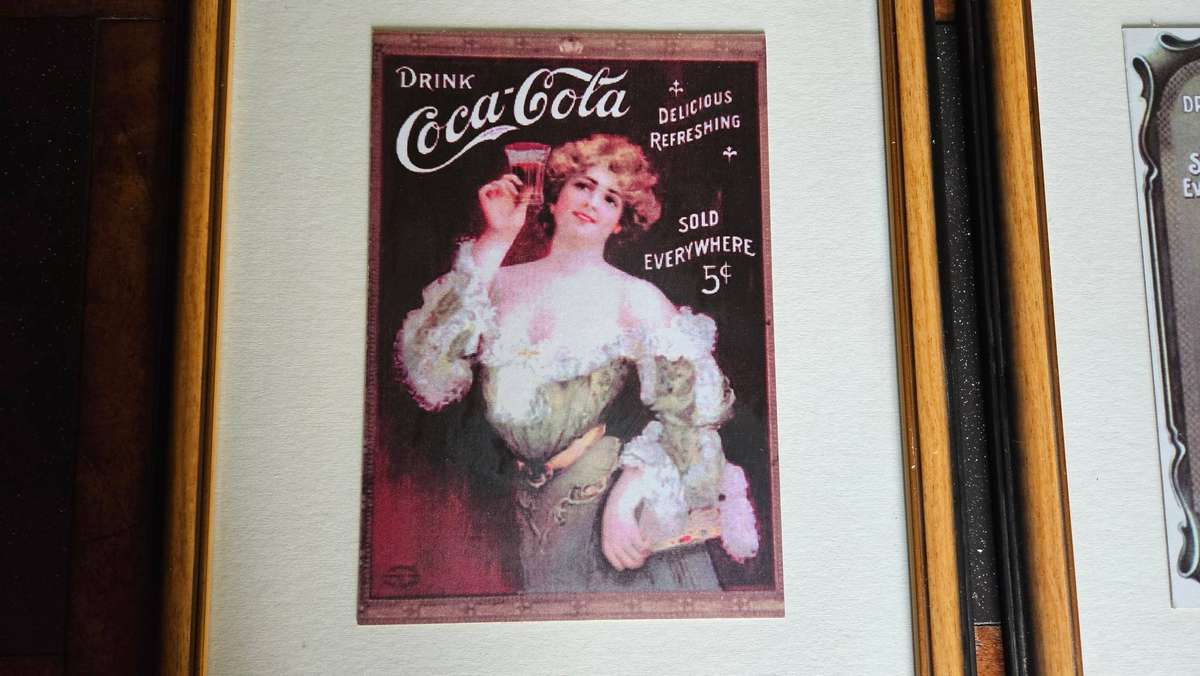 DRINK
Coca-Cola
DELICIOUS
REFRESHING
SOLD
EVERYWHERE
5¢